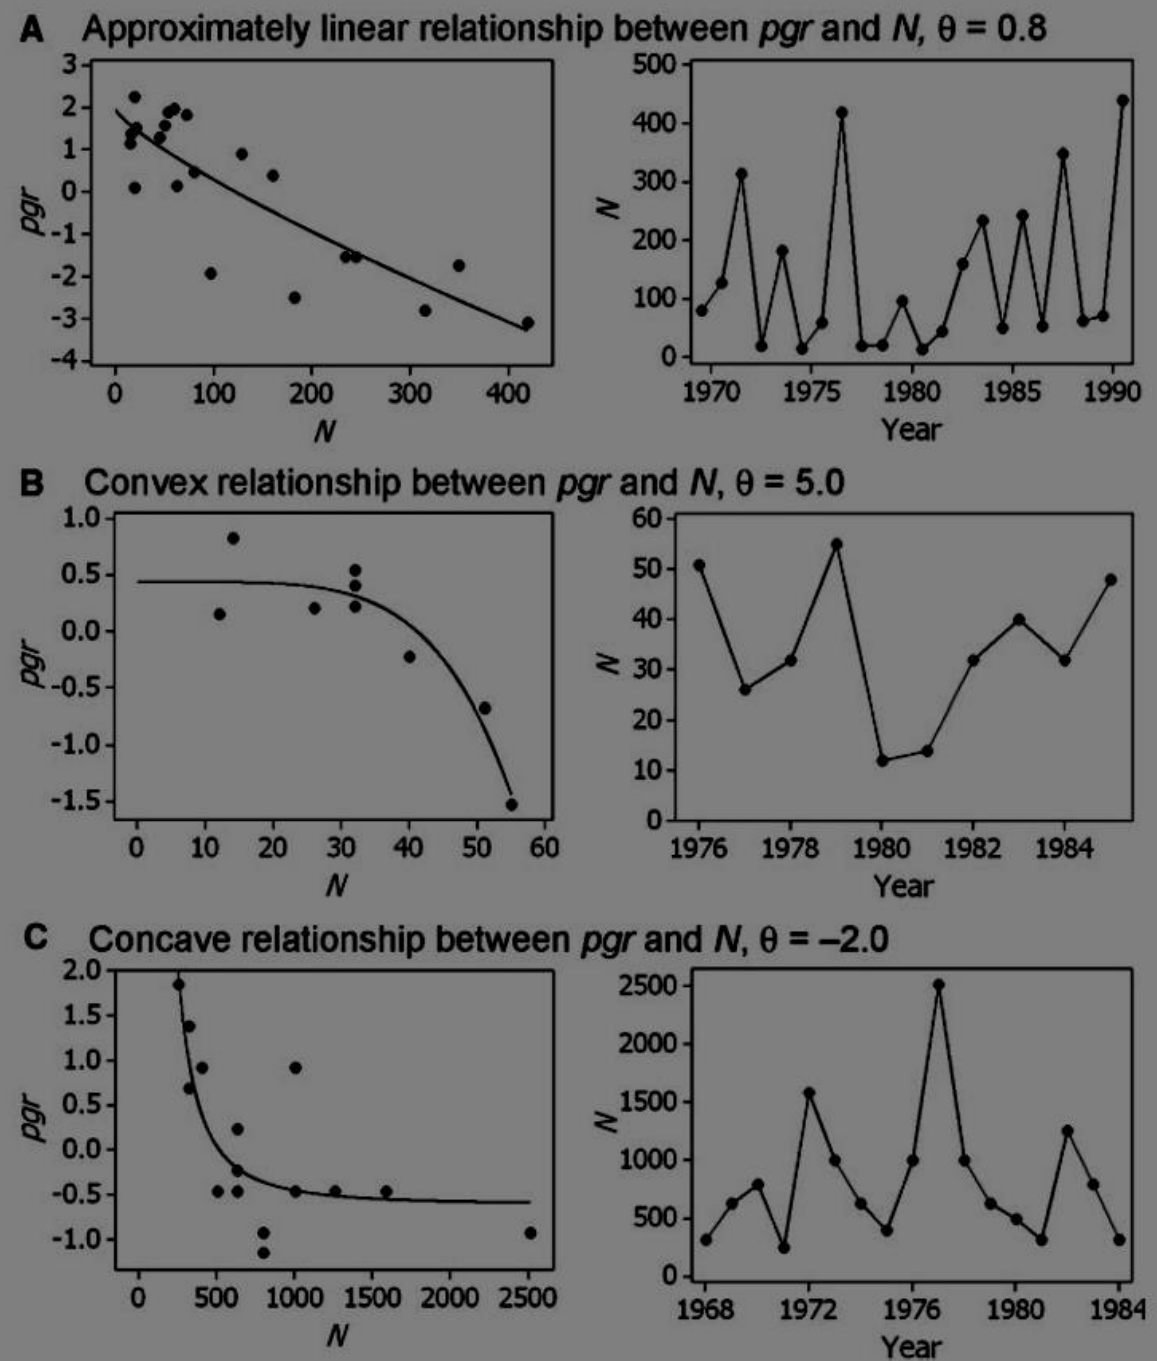 A Approximately linear relationship between pgr and N, θ = 0.8
3
2
1
0
-1
-2
-3
-4
pgr
0 100 200 300 400
N
500
400
300
200
100
0
N
1970 1975 1980 1985 1990
Year
B Convex relationship between pgr and N, θ = 5.0
1.0
0.5
0.0
-0.5
-1.0
-1.5
pgr
0 10 20 30 40 50 60
N
60
50
40
30
20
10
0
N
1976 1978 1980 1982 1984
Year
C Concave relationship between pgr and N, θ = –2.0
2.0
1.5
1.0
0.5
0.0
-0.5
-1.0
pgr
0 500 1000 1500 2000 2500
N
2500
2000
1500
1000
500
0
N
1968 1972 1976 1980 1984
Year